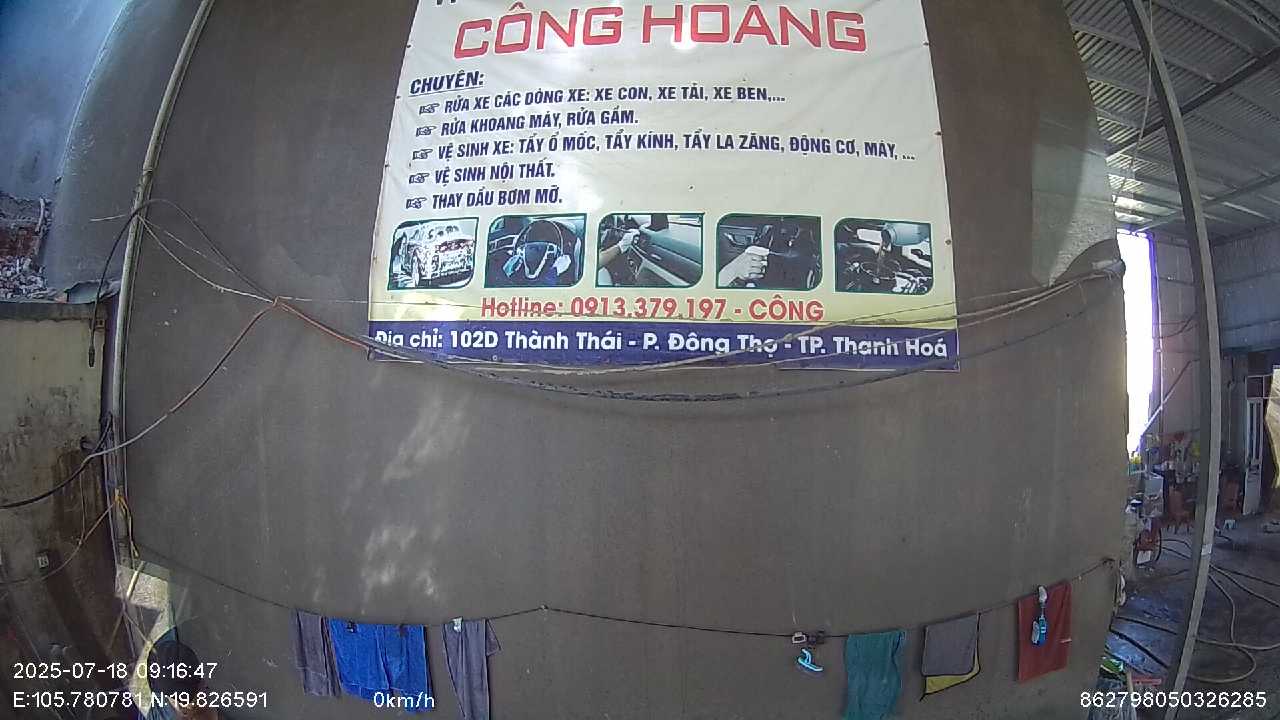 CÔNG HOÀNG
CHUYÊN:
RỬA XE CÁC DÒNG XE: XE CON, XE TẢI, XE BEN,...
RỬA KHOANG MÁY, RỬA GẦM.
VỆ SINH XE: TẨY Ố MỐC, TẨY KÍNH, TẨY LA ZĂNG, ĐỘNG CƠ, MÁY, ...
VỆ SINH NỘI THẤT.
THAY DẦU BƠM MỠ.
Hotline: 0913.379.197 - CÔNG
Địa chỉ: 102D Thành Thái - P. Đông Thọ - TP. Thanh Hoá
2025-07-18 09:16:47
E:105.780781,N:19.826591
0km/h
862798050326285